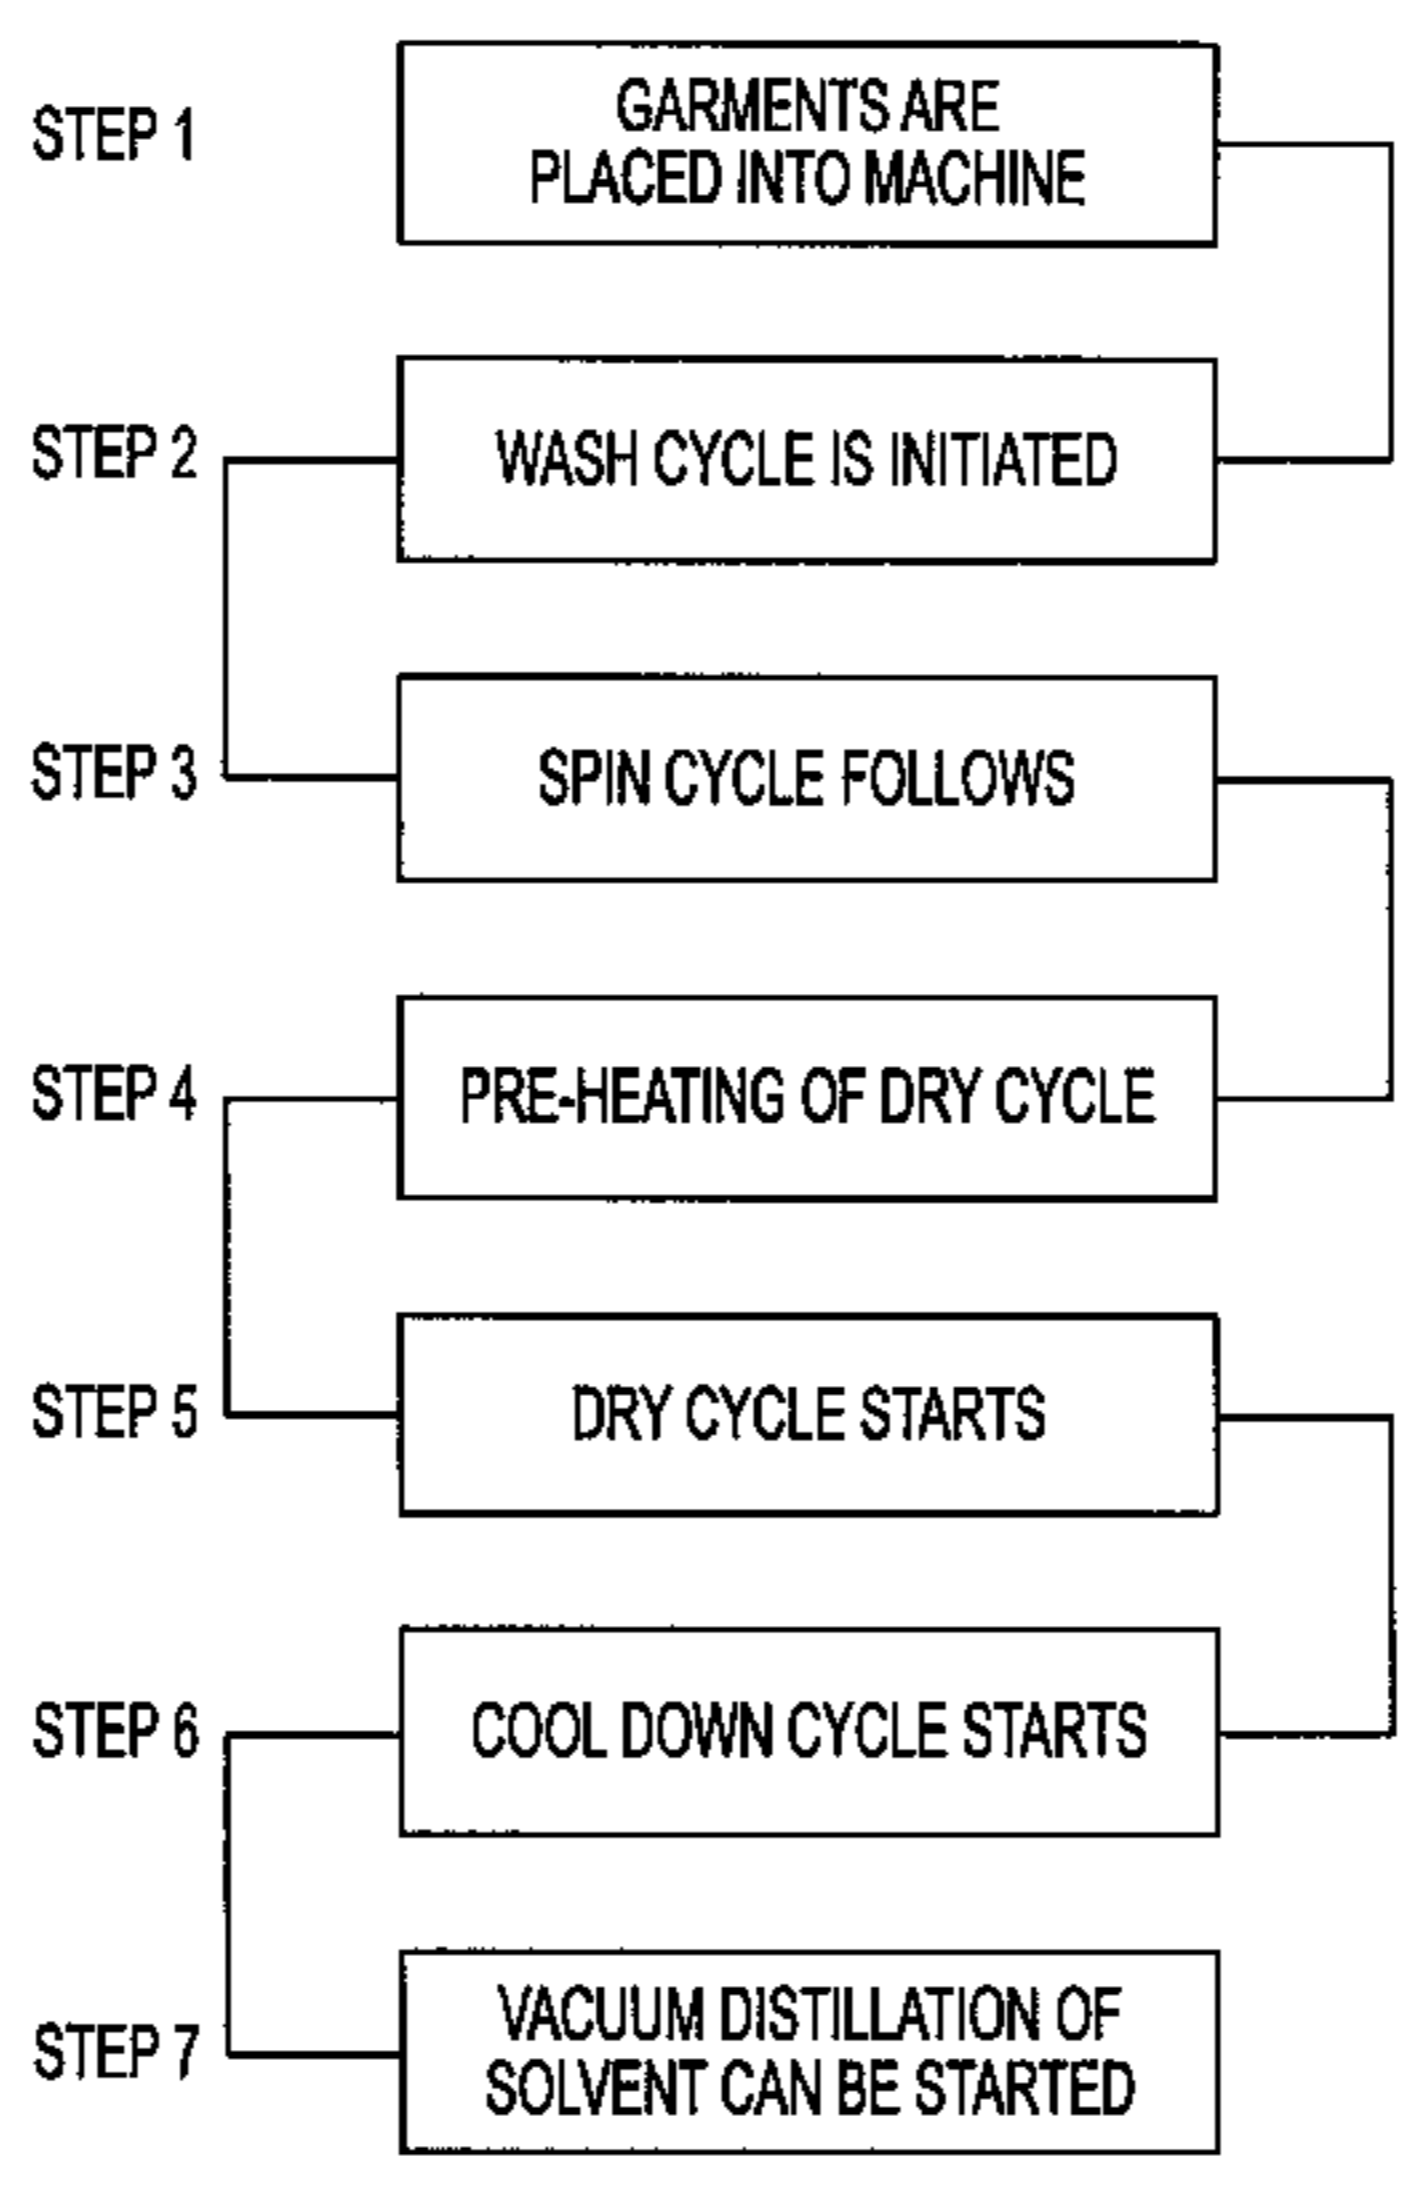 STEP 1
GARMENTS ARE
PLACED INTO MACHINE
STEP 2
WASH CYCLE IS INITIATED
STEP 3
SPIN CYCLE FOLLOWS
STEP 4
PRE-HEATING OF DRY CYCLE
STEP 5
DRY CYCLE STARTS
STEP 6
COOL DOWN CYCLE STARTS
STEP 7
VACUUM DISTILLATION OF
SOLVENT CAN BE STARTED